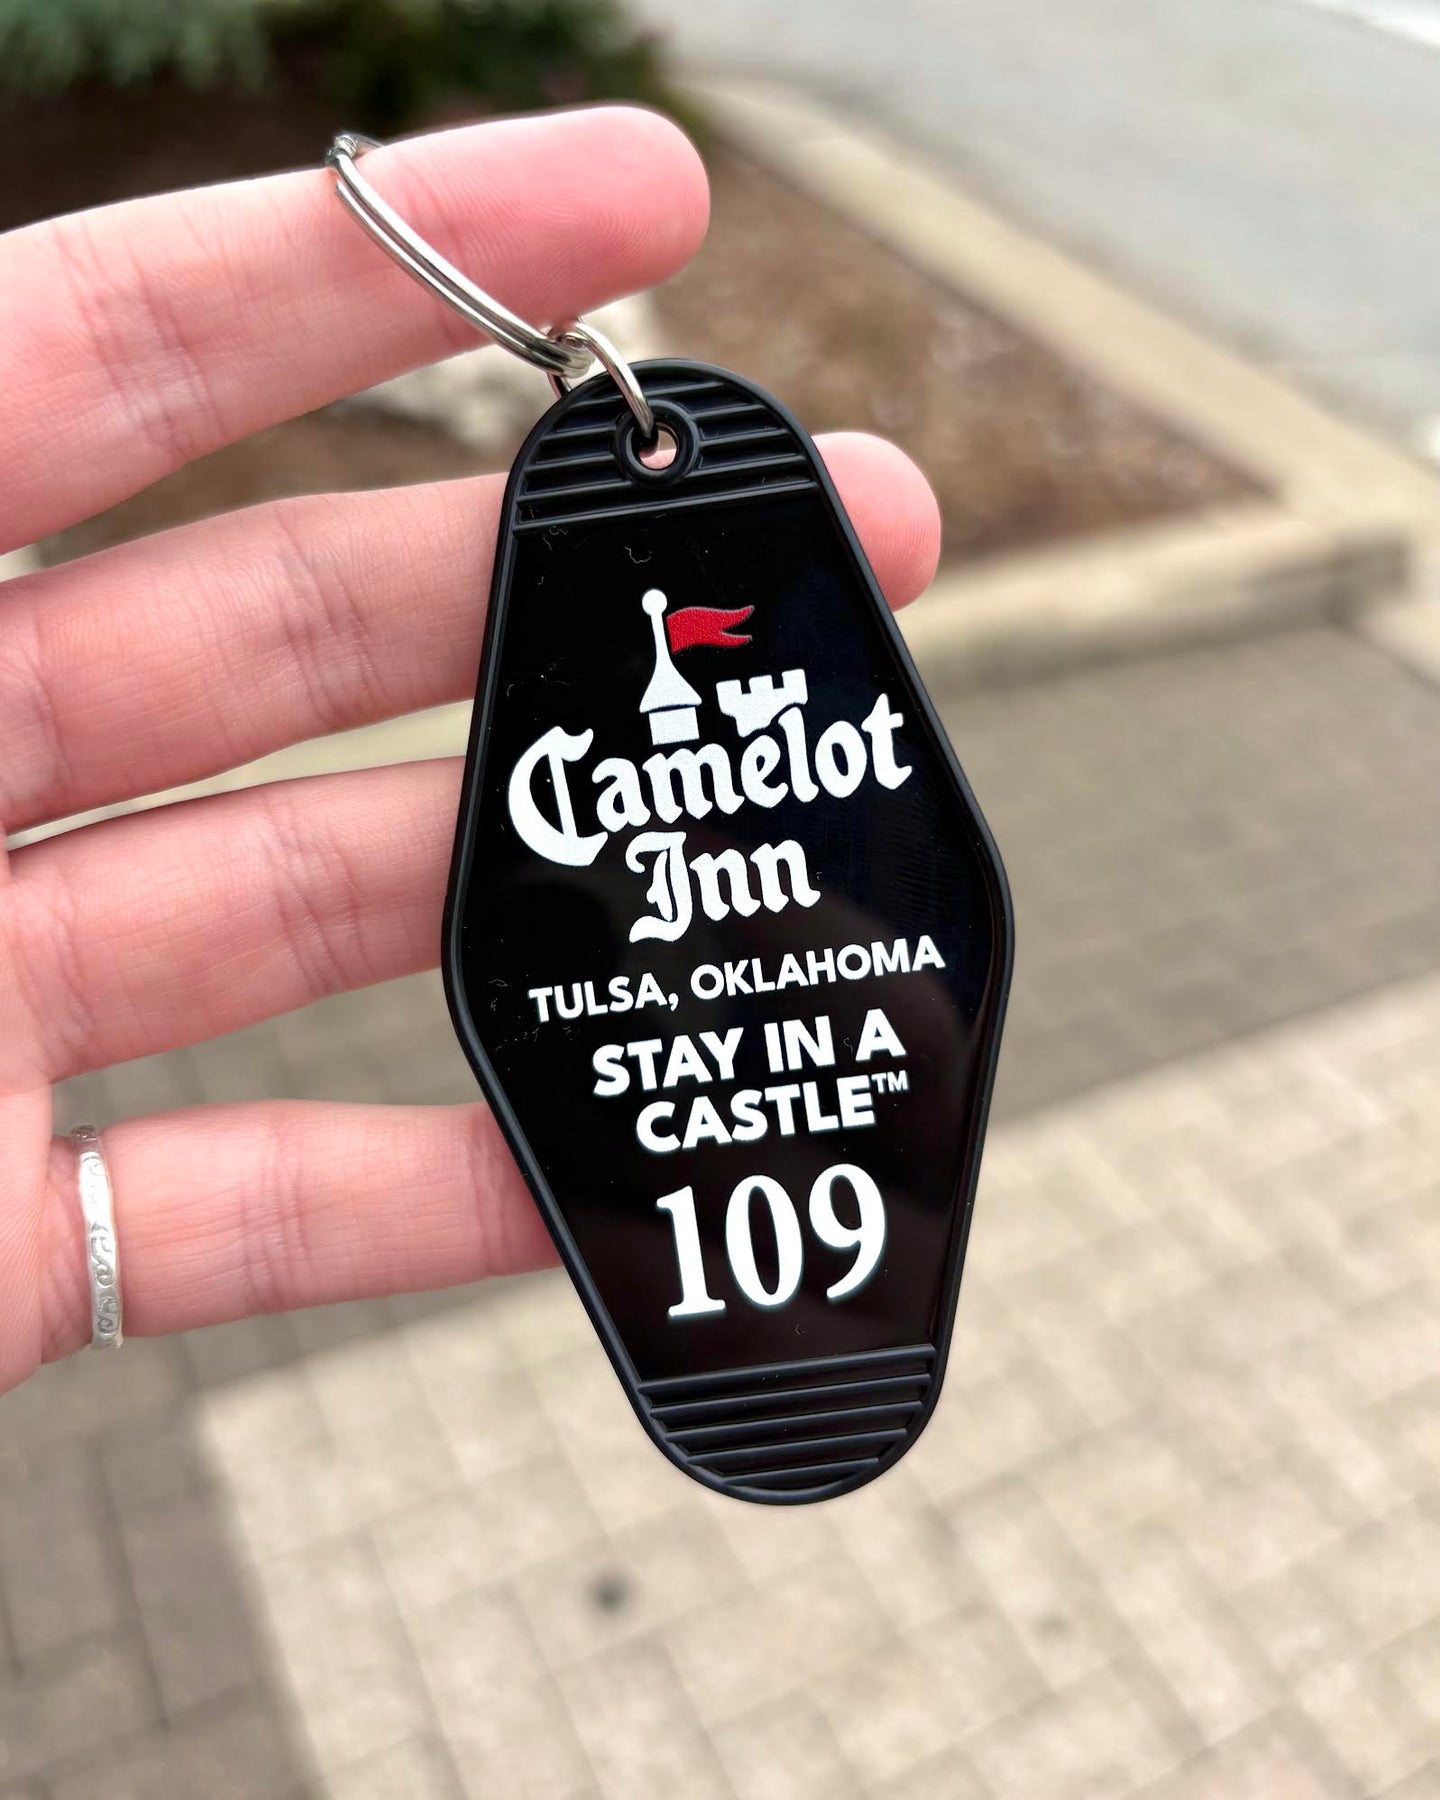 Camelot
Inn
TULSA, OKLAHOMA
STAY IN A
CASTLE™
109